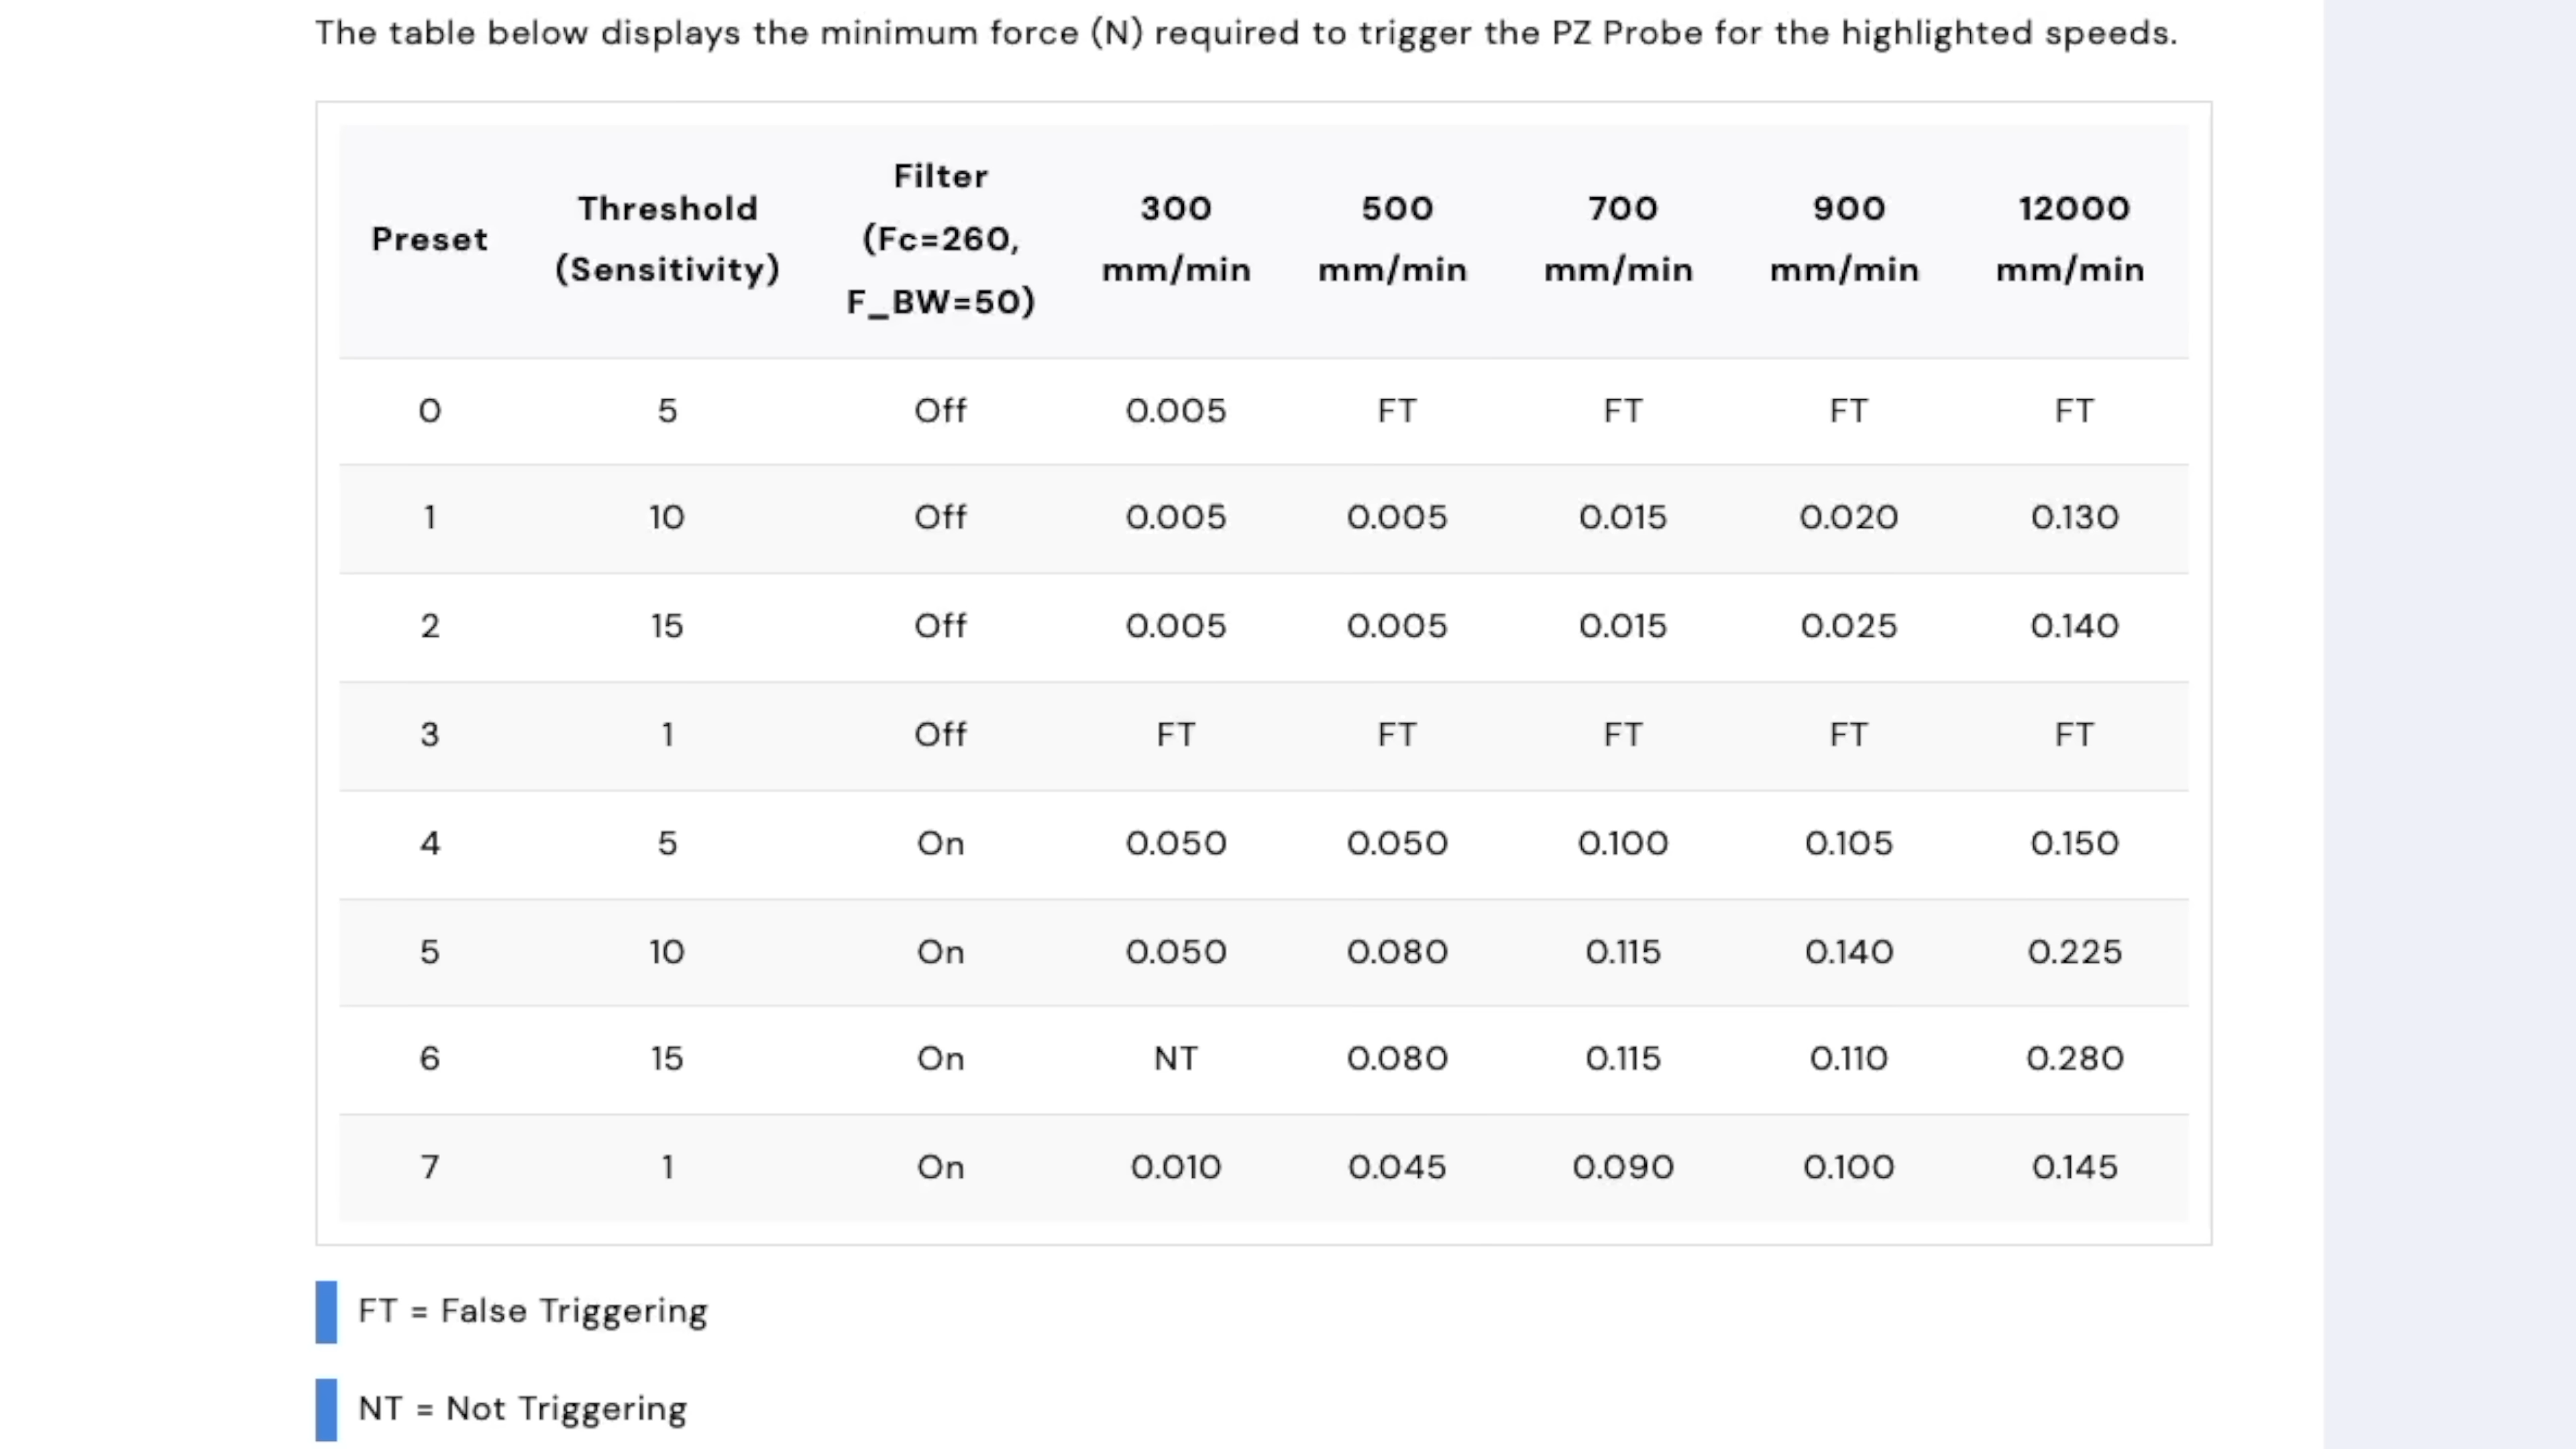 The table below displays the minimum force (N) required to trigger the PZ Probe for the highlighted speeds.
Preset Threshold (Sensitivity) Filter (Fc=260, F_BW=50) 300 mm/min 500 mm/min 700 mm/min 900 mm/min 12000 mm/min
0 5 Off 0.005 FT FT FT FT
1 10 Off 0.005 0.005 0.015 0.020 0.130
2 15 Off 0.005 0.005 0.015 0.025 0.140
3 1 Off FT FT FT FT FT
4 5 On 0.050 0.050 0.100 0.105 0.150
5 10 On 0.050 0.080 0.115 0.140 0.225
6 15 On NT 0.080 0.115 0.110 0.280
7 1 On 0.010 0.045 0.090 0.100 0.145
FT = False Triggering
NT = Not Triggering